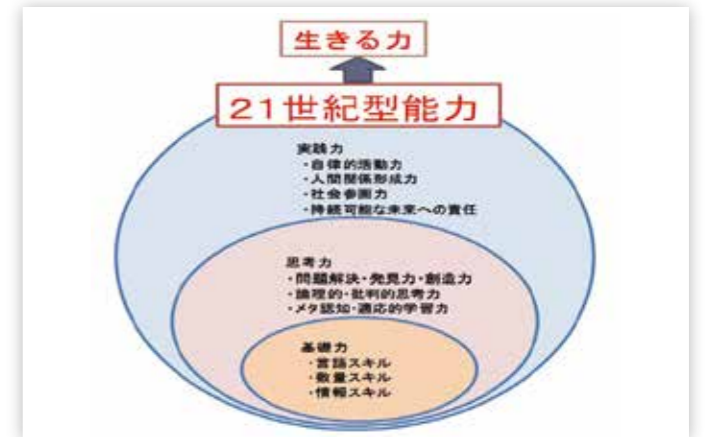 生きる力
21世紀型能力
実践力
・自律的活動力
・人間関係形成力
・社会参画力
・持続可能な未来への責任
思考力
・問題解決・発見力・創造力
・論理的・批判的思考力
・メタ認知・適応的学習力
基礎力
・言語スキル
・数量スキル
・情報スキル